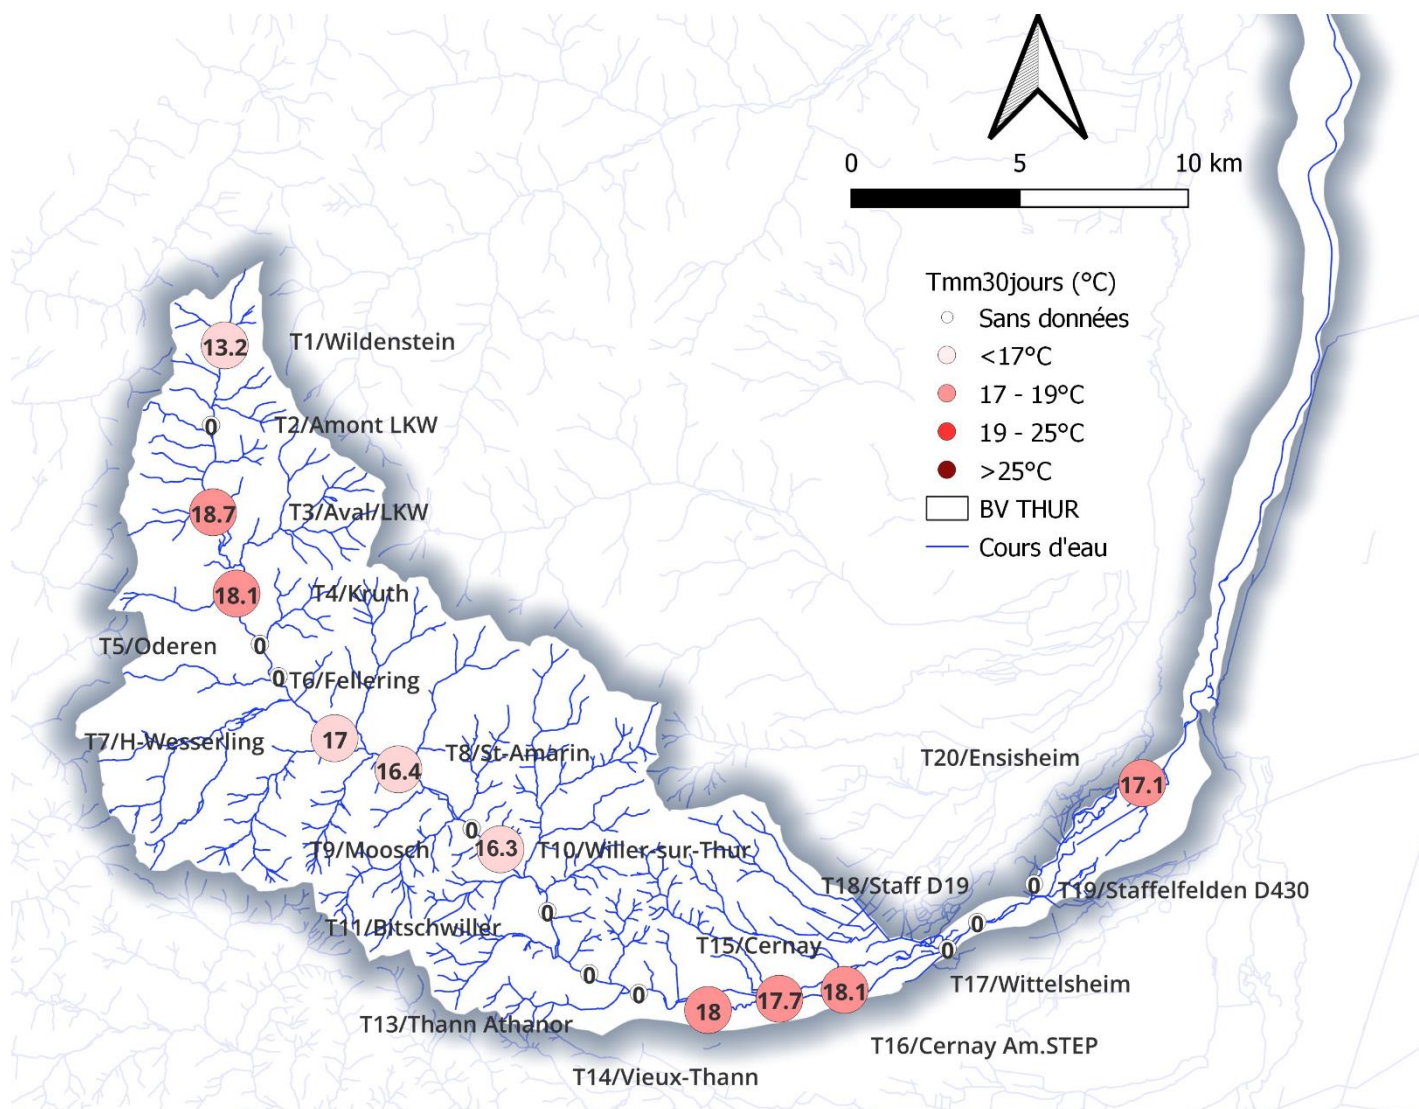 0 5 10 km
Tmm30jours (°C)
Sans données
<17°C
17 - 19°C
19 - 25°C
>25°C
BV THUR
Cours d'eau
13.2 T1/Wildenstein
0 T2/Amont LKW
18.7 T3/Aval/LKW
18.1 T4/Kruth
T5/Oderen 0
0 T6/Fellering
T7/H-Wesserling 17
16.4 T8/St-Amarin
T20/Ensisheim 17.1
0
T9/Moosch 16.3 T10/Willer-sur-Thur
T18/Staff D19 0 T19/Staffelfelden D430
T11/Bitschwiller 0
0
T15/Cernay 0
0
T17/Wittelsheim
0
18 17.7 18.1
T13/Thann Athanor
T16/Cernay Am.STEP
T14/Vieux-Thann